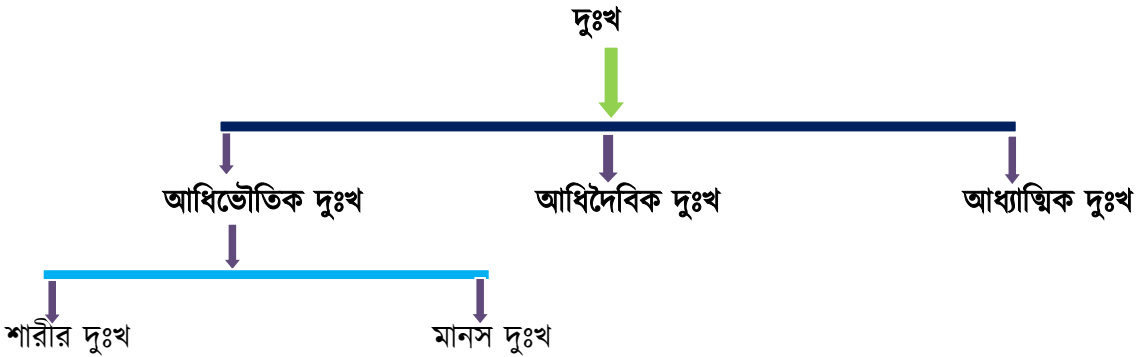 দুঃখ
আধিভৌতিক দুঃখ আধিদৈবিক দুঃখ আধ্যাত্মিক দুঃখ
শারীর দুঃখ মানস দুঃখ